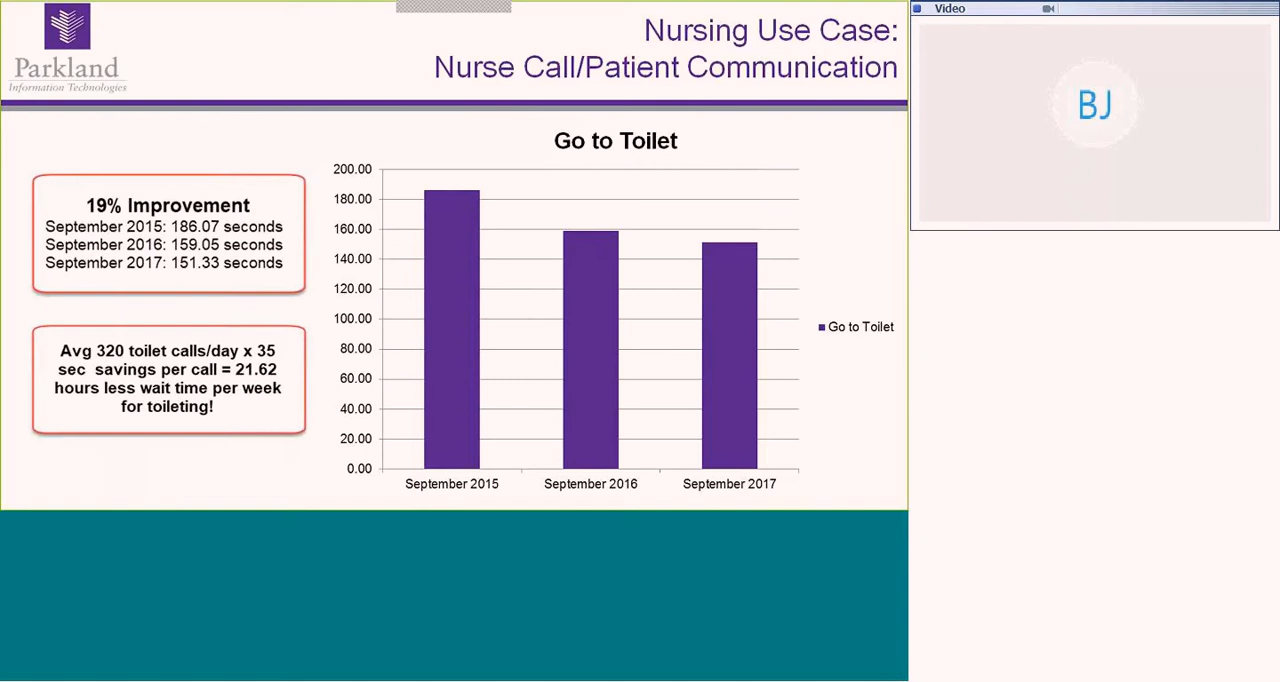 Parkland
Information Technologies
Nursing Use Case:
Nurse Call/Patient Communication
19% Improvement
September 2015: 186.07 seconds
September 2016: 159.05 seconds
September 2017: 151.33 seconds
Avg 320 toilet calls/day x 35
sec savings per call = 21.62
hours less wait time per week
for toileting!
Go to Toilet
200.00
180.00
160.00
140.00
120.00
100.00
80.00
60.00
40.00
20.00
0.00
September 2015
September 2016
September 2017
Go to Toilet
Video
BJ